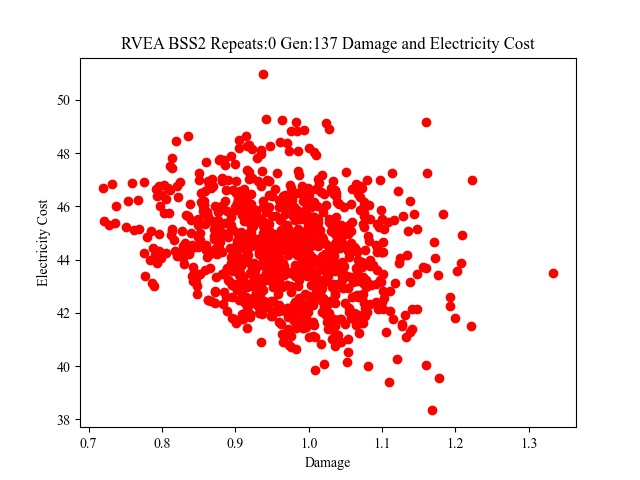 RVEA BSS2 Repeats:0 Gen:137 Damage and Electricity Cost
Electricity Cost
50
48
46
44
42
40
38
0.7 0.8 0.9 1.0 1.1 1.2 1.3
Damage